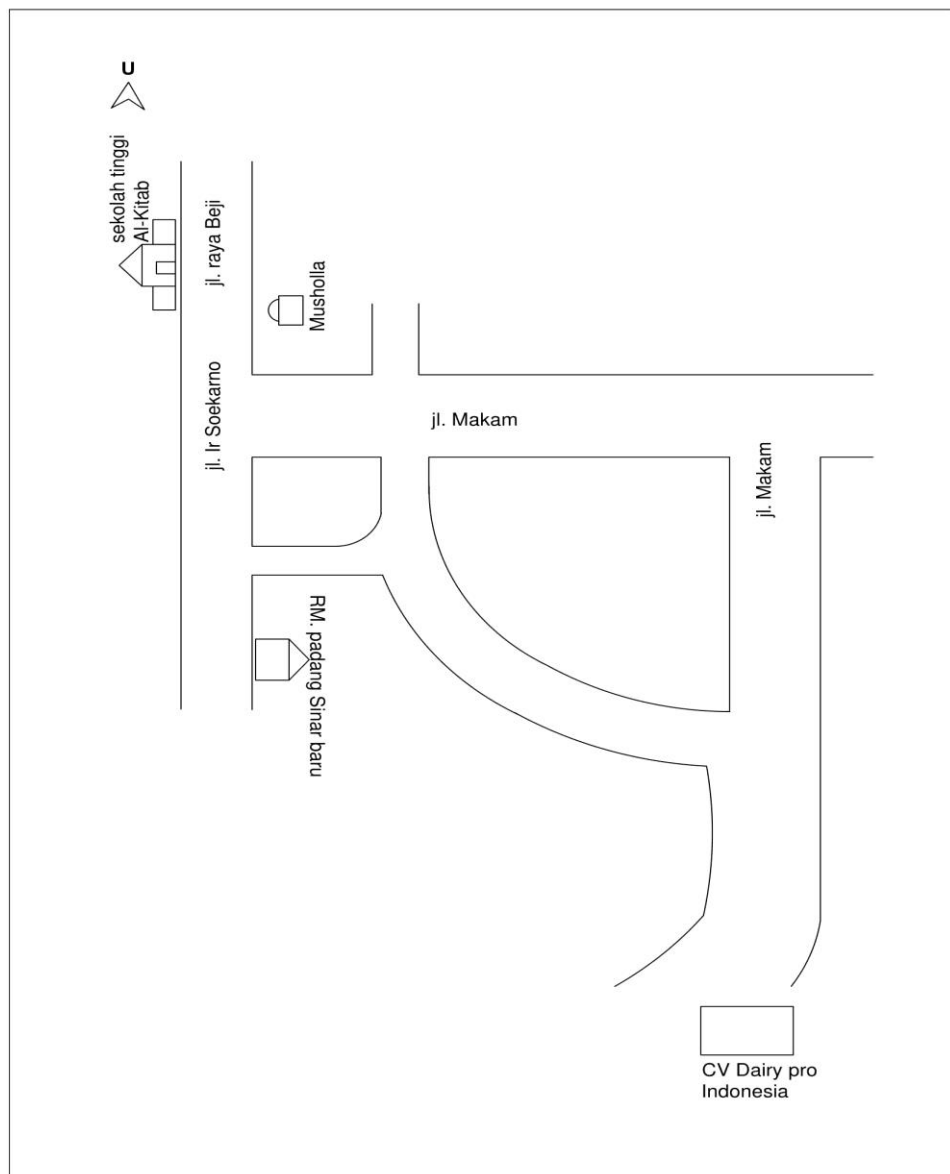 U
sekolah tinggi
Al-Kitab
jl. raya Beji
Musholla
jl. Ir Soekarno
jl. Makam
jl. Makam
RM. padang Sinar baru
CV Dairy pro
Indonesia